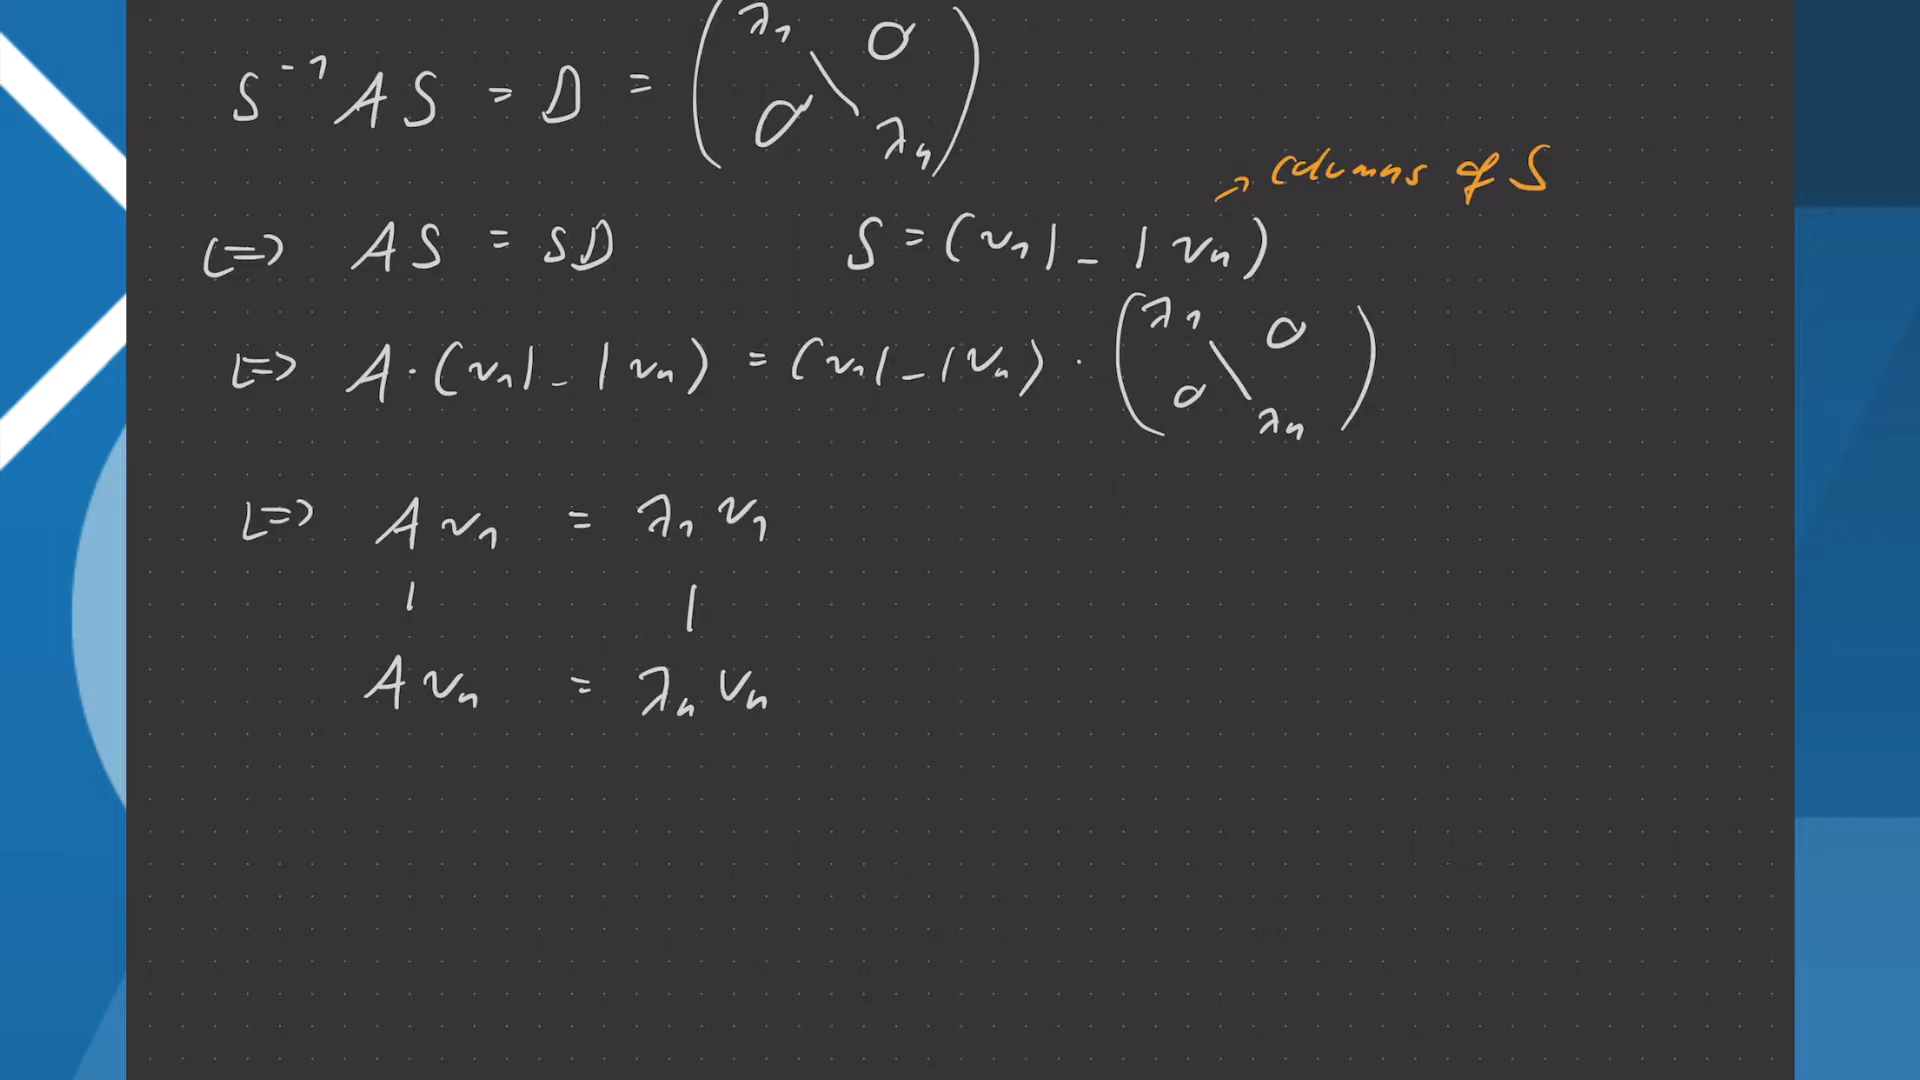 S⁻¹AS = D = (λ₁ \ 0 0 λₙ)
→ columns of S
⟺ AS = SD S = (v₁| _ |vₙ)
⟺ A · (v₁| _ |vₙ) = (v₁| _ |vₙ) · (λ₁ \ 0 0 λₙ)
⟺ Av₁ = λ₁v₁
| |
Avₙ = λₙvₙ